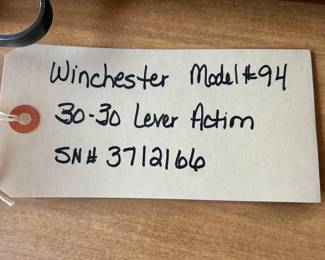 Winchester Model #94
30-30 Lever Action
SN# 3712166